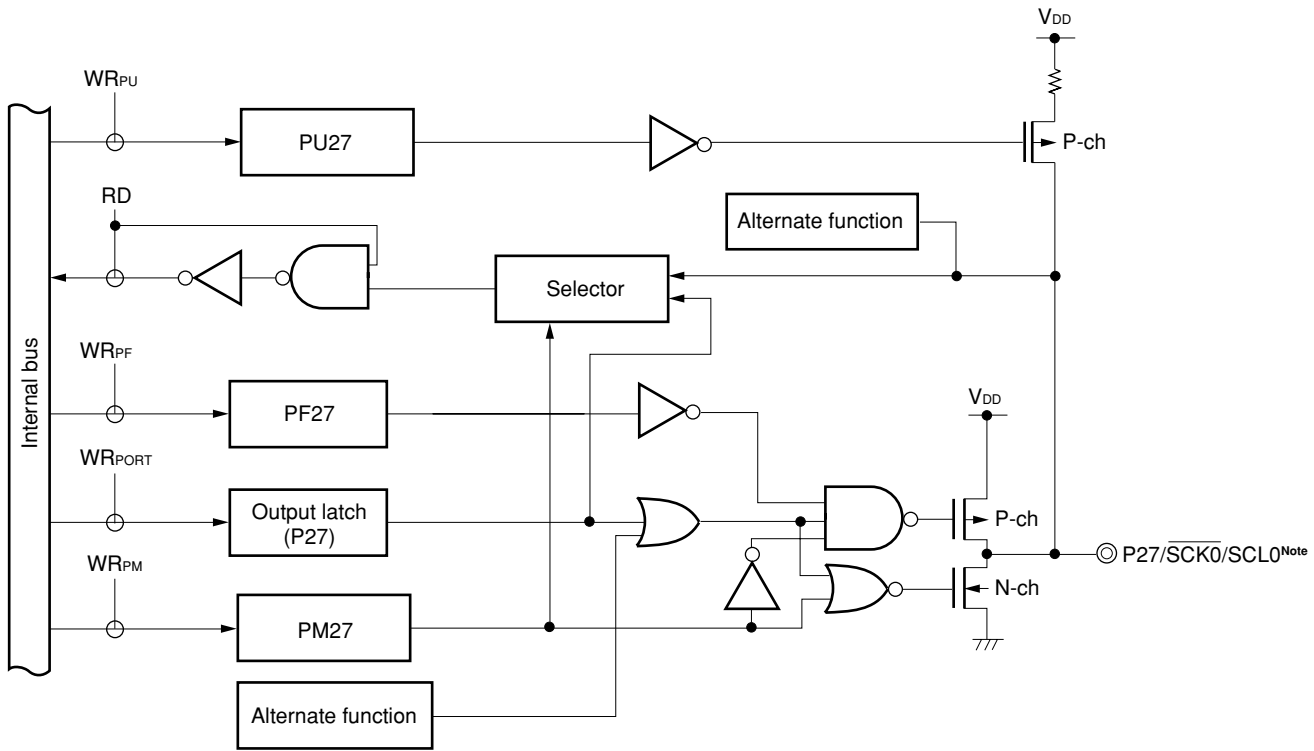 VDD
WRPU
PU27
P-ch
RD
Alternate function
Selector
Internal bus
WRPF
PF27
VDD
WRPORT
Output latch
(P27)
P-ch
P27/SCK0/SCL0Note
WRPM
N-ch
PM27
Alternate function